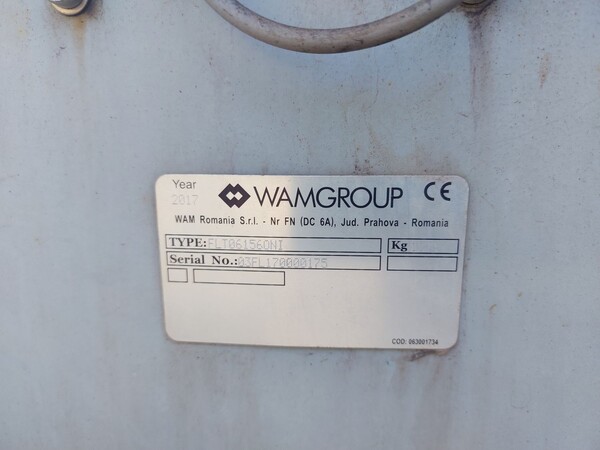 Year
2017
WAMGROUP CE
WAM Romania S.r.l. - Nr FN (DC 6A), Jud. Prahova - Romania
TYPE: FLT06156ONI Kg
Serial No.: 03FL170000175
COD: 063001734